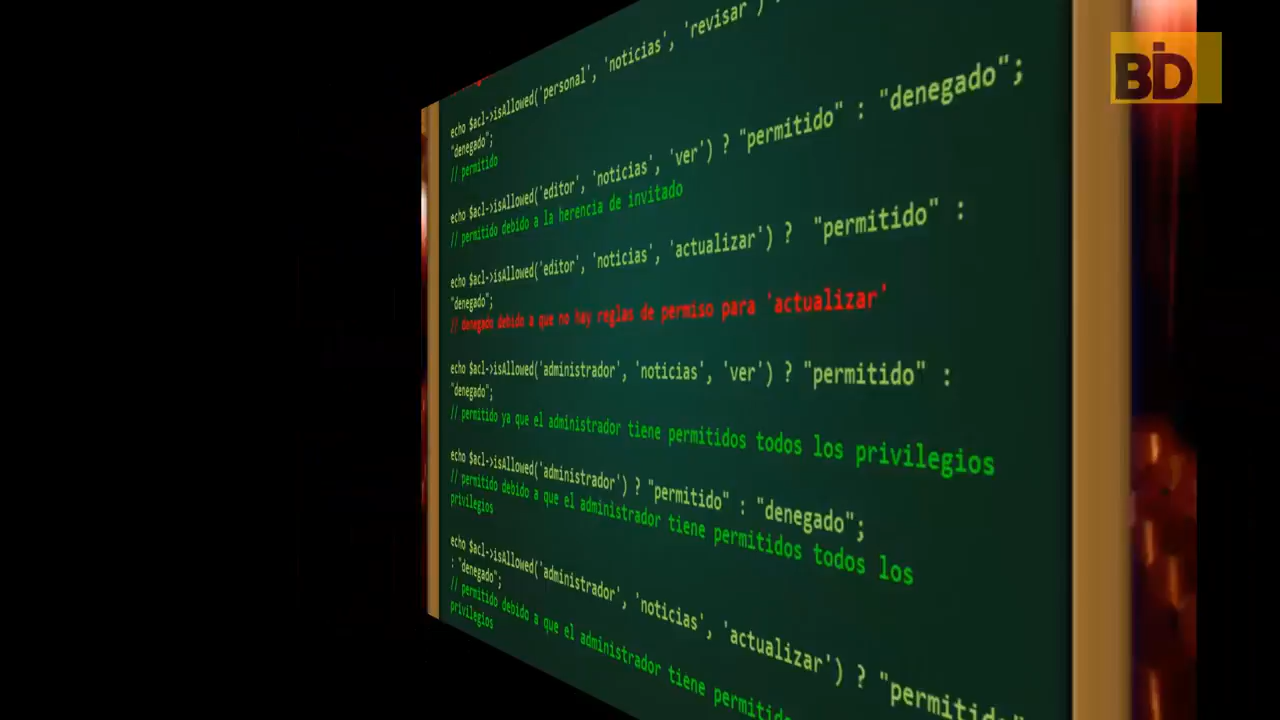 echo $acl->isAllowed('personal', 'noticias', 'revisar')
"denegado";
// permitido
echo $acl->isAllowed('editor', 'noticias', 'ver') ? "permitido" : "denegado";
// permitido debido a la herencia de invitado
echo $acl->isAllowed('editor', 'noticias', 'actualizar') ? "permitido" :
"denegado";
// denegado debido a que no hay reglas de permiso para 'actualizar'
echo $acl->isAllowed('administrador', 'noticias', 'ver') ? "permitido" :
"denegado";
// permitido ya que el administrador tiene permitidos todos los privilegios
echo $acl->isAllowed('administrador') ? "permitido" : "denegado";
// permitido debido a que el administrador tiene permitidos todos los
privilegios
echo $acl->isAllowed('administrador', 'noticias', 'actualizar') ? "permitido"
: "denegado";
// permitido debido a que el administrador tiene
privilegios
BID